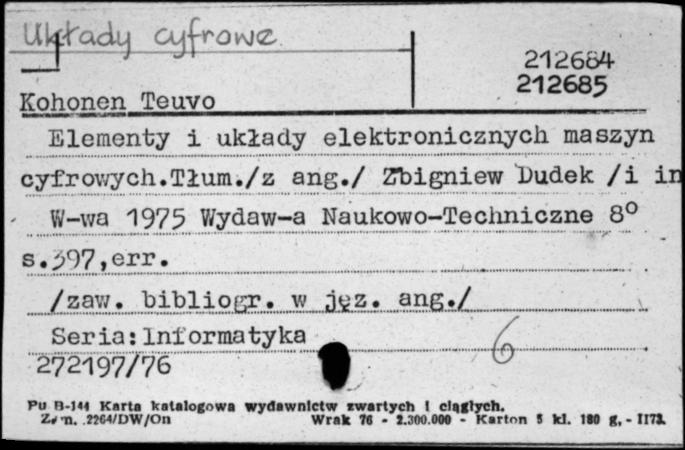 Układy cyfrowe
212684
212685
Kohonen Teuvo
Elementy i układy elektronicznych maszyn
cyfrowych.Tłum./z ang./ Zbigniew Dudek /i in
W-wa 1975 Wydaw-a Naukowo-Techniczne 8°
s.397,err.
/zaw. bibliogr. w jęz. ang./
Seria:Informatyka
6
272197/76
Pu B-144 Karta katalogowa wydawnictw zwartych i ciągłych.
Zam. 2264/DW/On Wrak 76 - 2.300.000 - Karton 5 kl. 180 g. - II73.